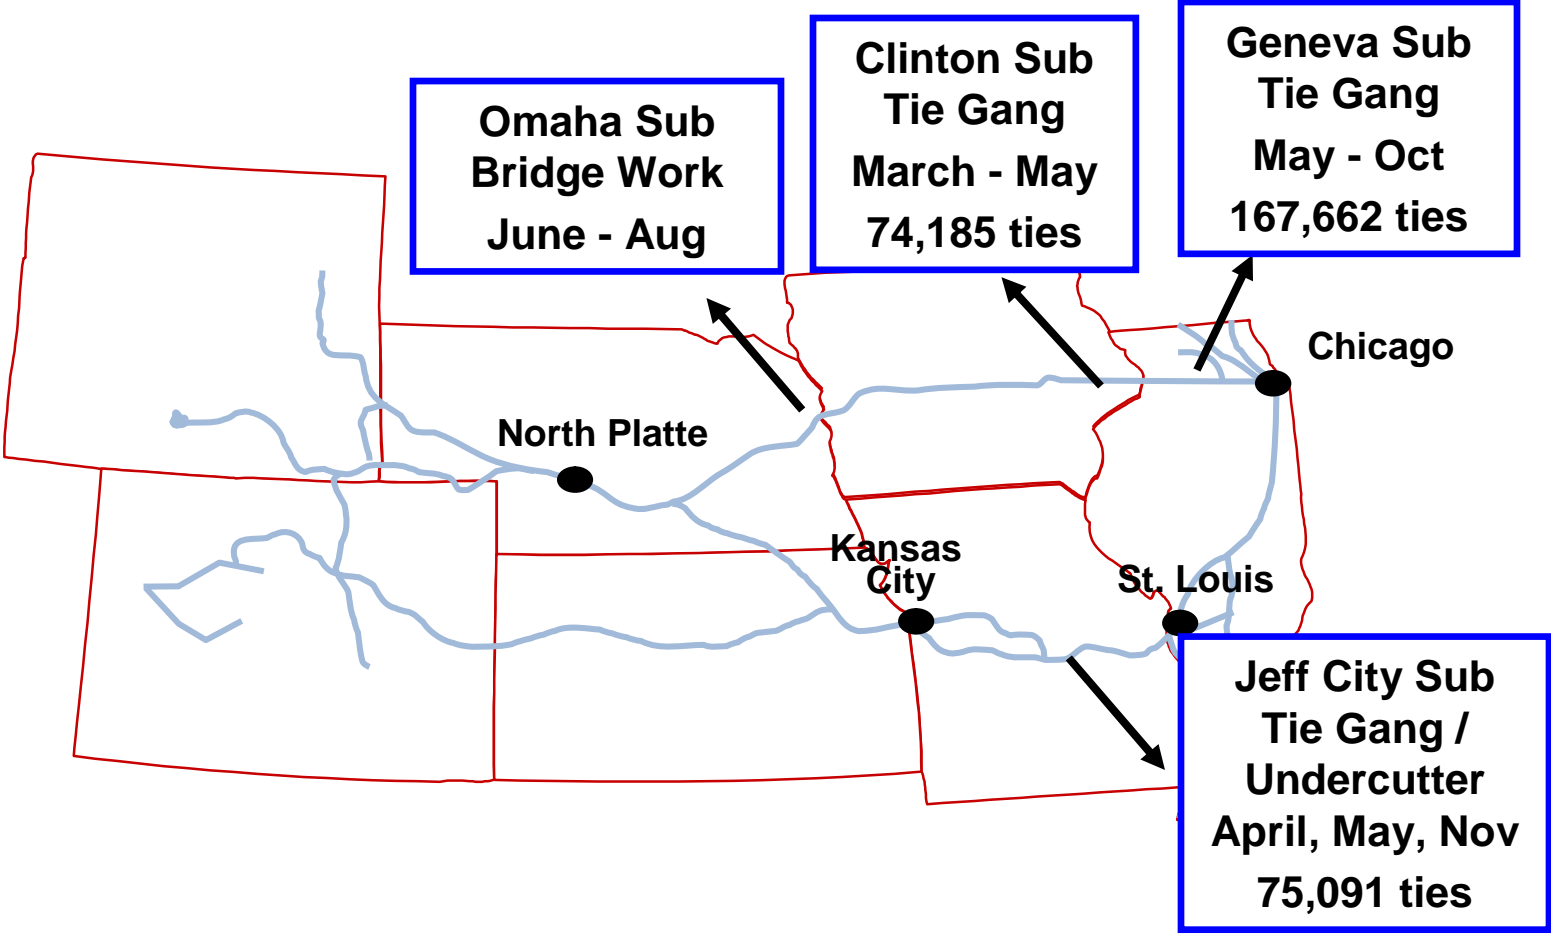 Omaha Sub
Bridge Work
June - Aug
Clinton Sub
Tie Gang
March - May
74,185 ties
Geneva Sub
Tie Gang
May - Oct
167,662 ties
Chicago
North Platte
Kansas
City
St. Louis
Jeff City Sub
Tie Gang /
Undercutter
April, May, Nov
75,091 ties